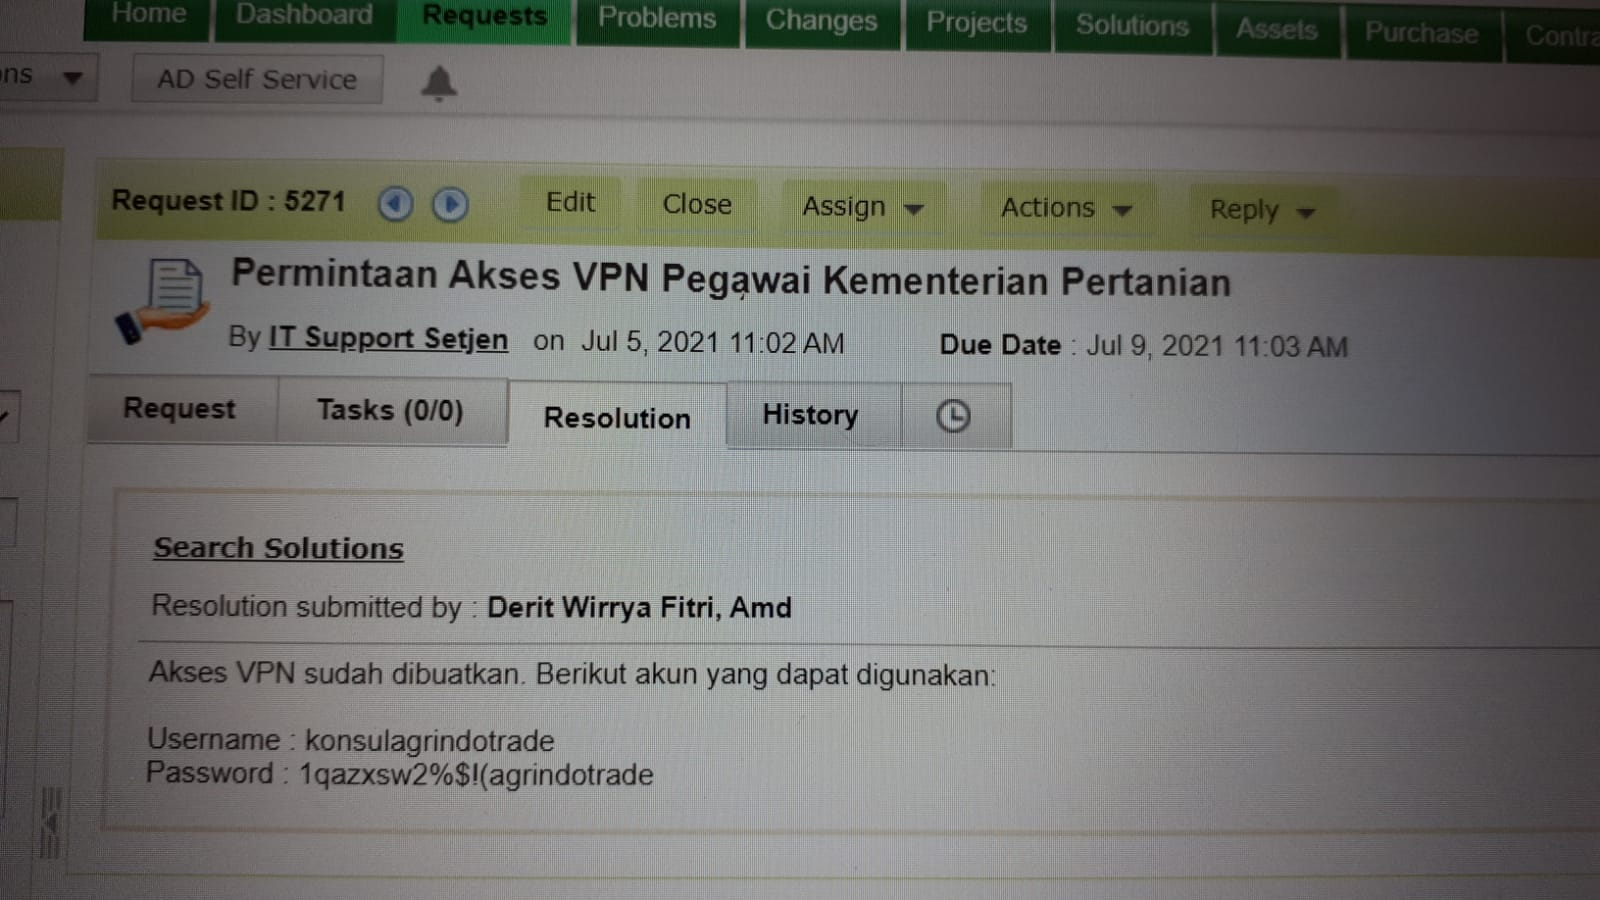 Home Dashboard Requests Problems Changes Projects Solutions Assets Purchase
AD Self Service
Request ID : 5271 Edit Close Assign Actions Reply
Permintaan Akses VPN Pegawai Kementerian Pertanian
By IT Support Setjen on Jul 5, 2021 11:02 AM Due Date : Jul 9, 2021 11:03 AM
Request Tasks (0/0) Resolution History
Search Solutions
Resolution submitted by : Derit Wirrya Fitri, Amd
Akses VPN sudah dibuatkan. Berikut akun yang dapat digunakan:
Username : konsulagrindotrade
Password : 1qazxsw2%$!(agrindotrade